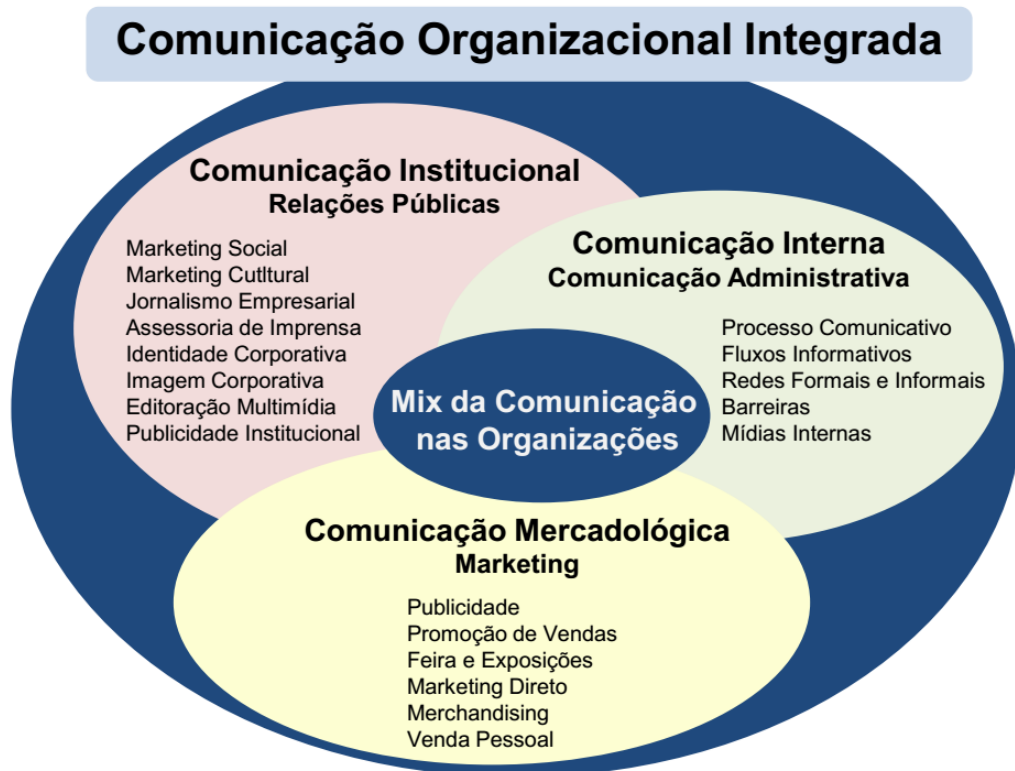 Comunicação Organizacional Integrada
Comunicação Institucional
Relações Públicas
Marketing Social
Marketing Cutltural
Jornalismo Empresarial
Assessoria de Imprensa
Identidade Corporativa
Imagem Corporativa
Editoração Multimídia
Publicidade Institucional
Comunicação Interna
Comunicação Administrativa
Processo Comunicativo
Fluxos Informativos
Redes Formais e Informais
Barreiras
Mídias Internas
Mix da Comunicação
nas Organizações
Comunicação Mercadológica
Marketing
Publicidade
Promoção de Vendas
Feira e Exposições
Marketing Direto
Merchandising
Venda Pessoal